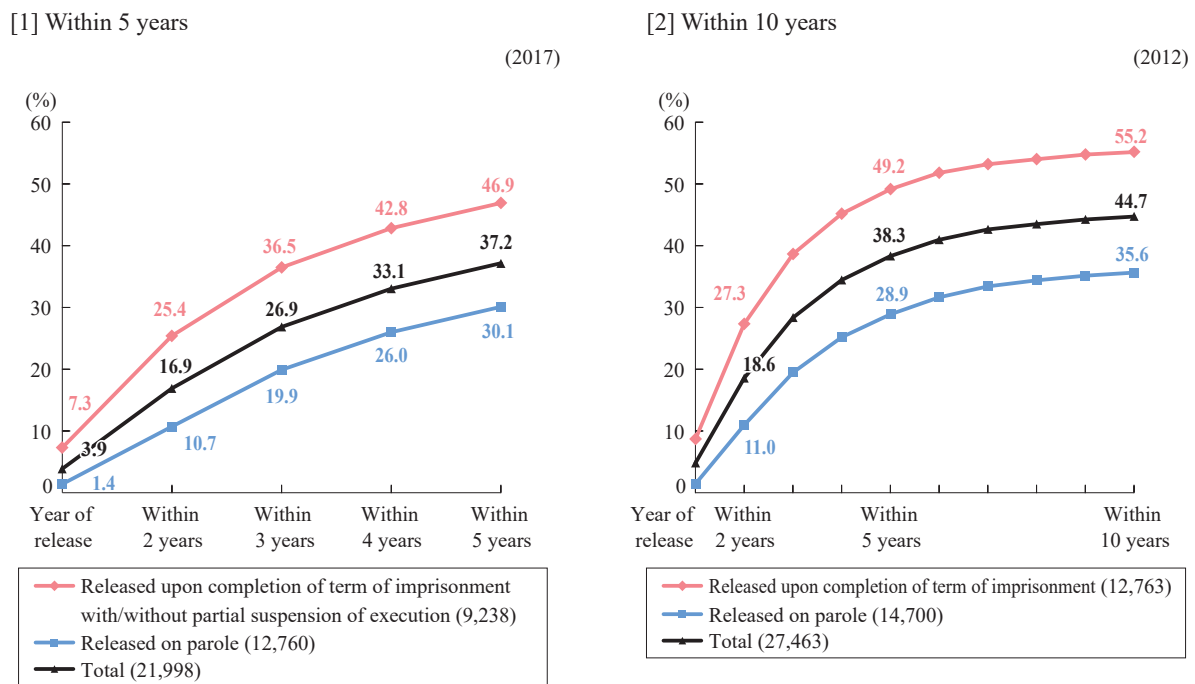 [1] Within 5 years
(2017)
(%)
60
50
40
30
20
10
0
7.3
25.4
36.5
42.8
46.9
3.9
16.9
26.9
33.1
37.2
1.4
10.7
19.9
26.0
30.1
Year of release
Within 2 years
Within 3 years
Within 4 years
Within 5 years
Released upon completion of term of imprisonment
with/without partial suspension of execution (9,238)
Released on parole (12,760)
Total (21,998)
[2] Within 10 years
(2012)
(%)
60
50
40
30
20
10
0
27.3
49.2
55.2
18.6
38.3
44.7
11.0
28.9
35.6
Year of release
Within 2 years
Within 5 years
Within 10 years
Released upon completion of term of imprisonment (12,763)
Released on parole (14,700)
Total (27,463)